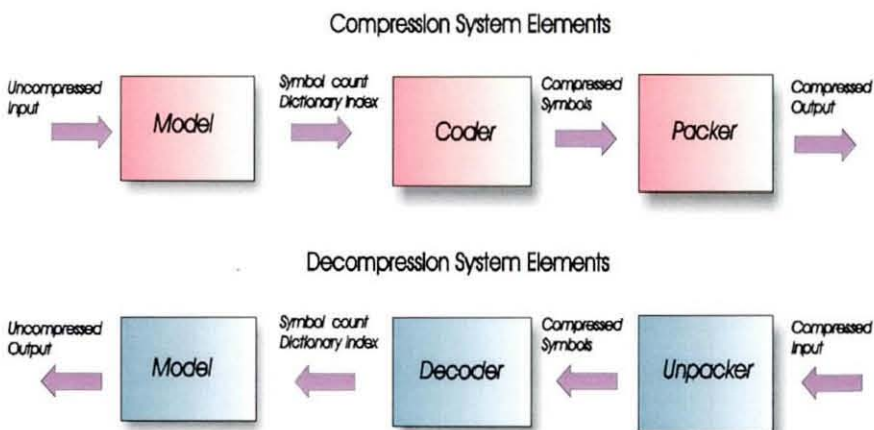 Compression System Elements
Uncompressed
Input
Model
Symbol count
Dictionary Index
Coder
Compressed
Symbols
Packer
Compressed
Output
Decompression System Elements
Uncompressed
Output
Model
Symbol count
Dictionary Index
Decoder
Compressed
Symbols
Unpacker
Compressed
Input